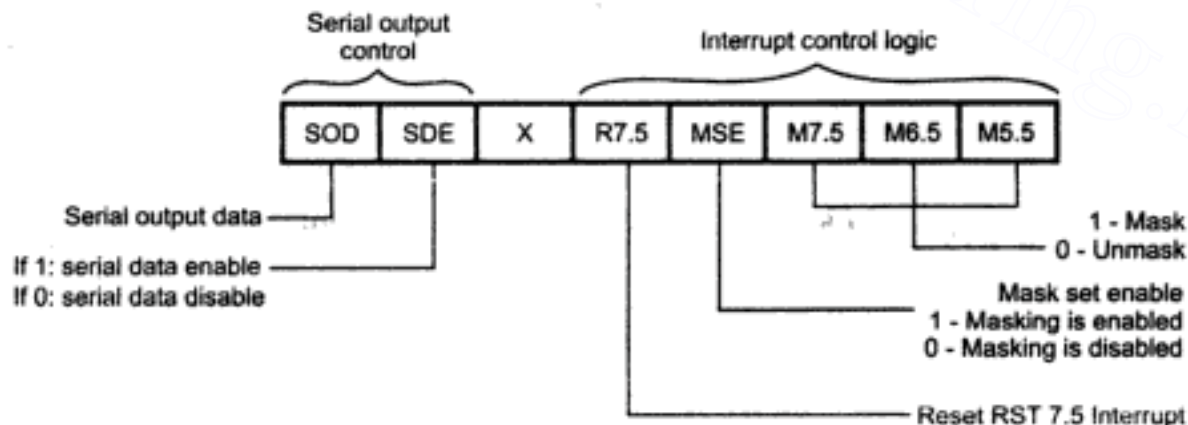 Serial output
control
Interrupt control logic
SOD SDE X R7.5 MSE M7.5 M6.5 M5.5
Serial output data
If 1: serial data enable
If 0: serial data disable
1 - Mask
0 - Unmask
Mask set enable
1 - Masking is enabled
0 - Masking is disabled
Reset RST 7.5 Interrupt